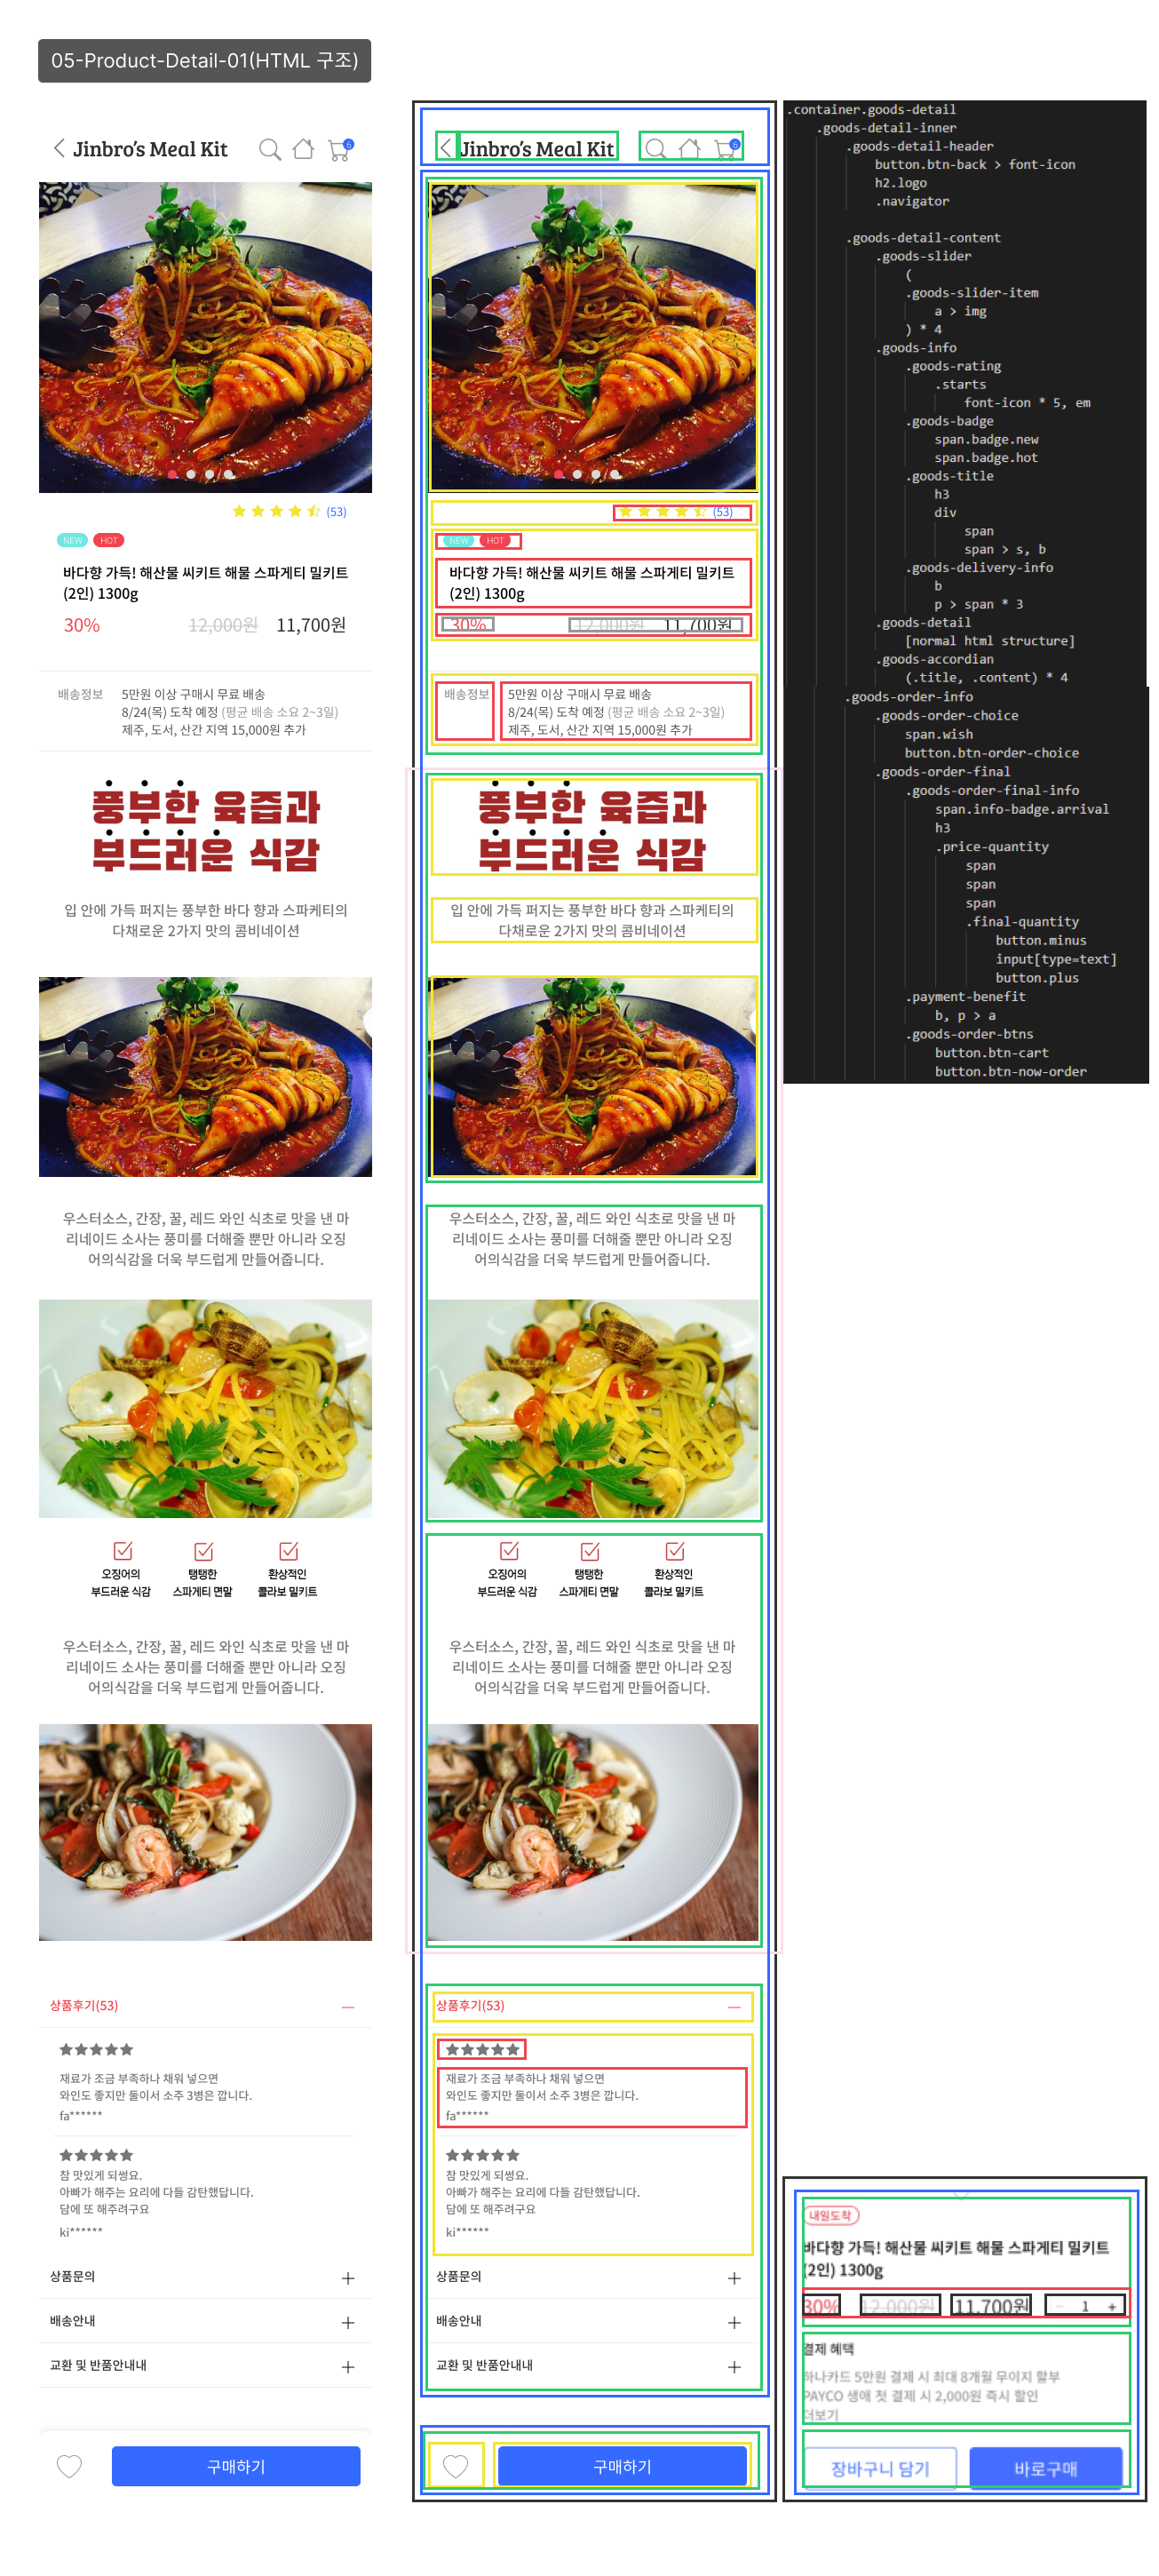 05-Product-Detail-01(HTML 구조)
Jinbro's Meal Kit
6
(53)
NEW
HOT
바다향 가득! 해산물 씨키트 해물 스파게티 밀키트
(2인) 1300g
30%
12,000원
11,700원
배송정보
5만원 이상 구매시 무료 배송
8/24(목) 도착 예정 (평균 배송 소요 2~3일)
제주, 도서, 산간 지역 15,000원 추가
풍부한 육즙과
부드러운 식감
입 안에 가득 퍼지는 풍부한 바다 향과 스파케티의
다채로운 2가지 맛의 콤비네이션
우스터소스, 간장, 꿀, 레드 와인 식초로 맛을 낸 마
리네이드 소사는 풍미를 더해줄 뿐만 아니라 오징
어의식감을 더욱 부드럽게 만들어줍니다.
오징어의
부드러운 식감
탱탱한
스파게티 면말
환상적인
콜라보 밀키트
우스터소스, 간장, 꿀, 레드 와인 식초로 맛을 낸 마
리네이드 소사는 풍미를 더해줄 뿐만 아니라 오징
어의식감을 더욱 부드럽게 만들어줍니다.
상품후기(53)
재료가 조금 부족하나 채워 넣으면
와인도 좋지만 둘이서 소주 3병은 깝니다.
fa******
참 맛있게 되썽요.
아빠가 해주는 요리에 다들 감탄했답니다.
담에 또 해주려구요
ki******
상품문의
배송안내
교환 및 반품안내내
구매하기
Jinbro's Meal Kit
6
(53)
NEW
HOT
바다향 가득! 해산물 씨키트 해물 스파게티 밀키트
(2인) 1300g
30%
12,000원
11,700원
배송정보
5만원 이상 구매시 무료 배송
8/24(목) 도착 예정 (평균 배송 소요 2~3일)
제주, 도서, 산간 지역 15,000원 추가
풍부한 육즙과
부드러운 식감
입 안에 가득 퍼지는 풍부한 바다 향과 스파케티의
다채로운 2가지 맛의 콤비네이션
우스터소스, 간장, 꿀, 레드 와인 식초로 맛을 낸 마
리네이드 소사는 풍미를 더해줄 뿐만 아니라 오징
어의식감을 더욱 부드럽게 만들어줍니다.
오징어의
부드러운 식감
탱탱한
스파게티 면말
환상적인
콜라보 밀키트
우스터소스, 간장, 꿀, 레드 와인 식초로 맛을 낸 마
리네이드 소사는 풍미를 더해줄 뿐만 아니라 오징
어의식감을 더욱 부드럽게 만들어줍니다.
상품후기(53)
재료가 조금 부족하나 채워 넣으면
와인도 좋지만 둘이서 소주 3병은 깝니다.
fa******
참 맛있게 되썽요.
아빠가 해주는 요리에 다들 감탄했답니다.
담에 또 해주려구요
ki******
상품문의
배송안내
교환 및 반품안내내
구매하기
.container.goods-detail
.goods-detail-inner
.goods-detail-header
button.btn-back > font-icon
h2.logo
.navigator
.goods-detail-content
.goods-slider
(
.goods-slider-item
a > img
) * 4
.goods-info
.goods-rating
.starts
font-icon * 5, em
.goods-badge
span.badge.new
span.badge.hot
.goods-title
h3
div
span
span > s, b
.goods-delivery-info
b
p > span * 3
.goods-detail
[normal html structure]
.goods-accordian
(.title, .content) * 4
.goods-order-info
.goods-order-choice
span.wish
button.btn-order-choice
.goods-order-final
.goods-order-final-info
span.info-badge.arrival
h3
.price-quantity
span
span
span
.final-quantity
button.minus
input[type=text]
button.plus
.payment-benefit
b, p > a
.goods-order-btns
button.btn-cart
button.btn-now-order
내일도착
바다향 가득! 해산물 씨키트 해물 스파게티 밀키트
(2인) 1300g
30%
12,000원
11,700원
− 1 +
결제 혜택
하나카드 5만원 결제 시 최대 8개월 무이지 할부
PAYCO 생애 첫 결제 시 2,000원 즉시 할인
더보기
장바구니 담기
바로구매